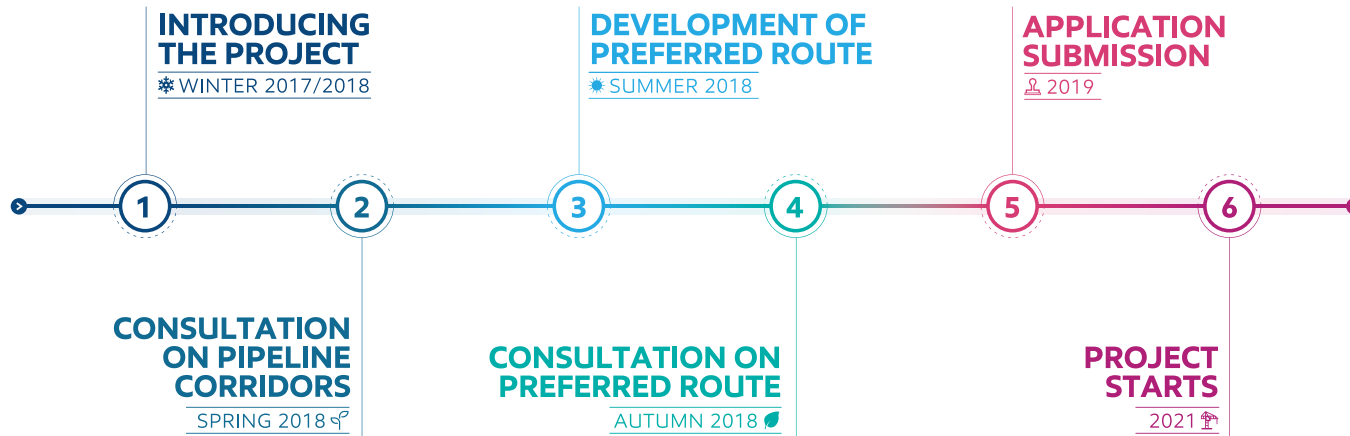 INTRODUCING
THE PROJECT
WINTER 2017/2018
DEVELOPMENT OF
PREFERRED ROUTE
SUMMER 2018
APPLICATION
SUBMISSION
2019
1
2
3
4
5
6
CONSULTATION
ON PIPELINE
CORRIDORS
SPRING 2018
CONSULTATION ON
PREFERRED ROUTE
AUTUMN 2018
PROJECT
STARTS
2021